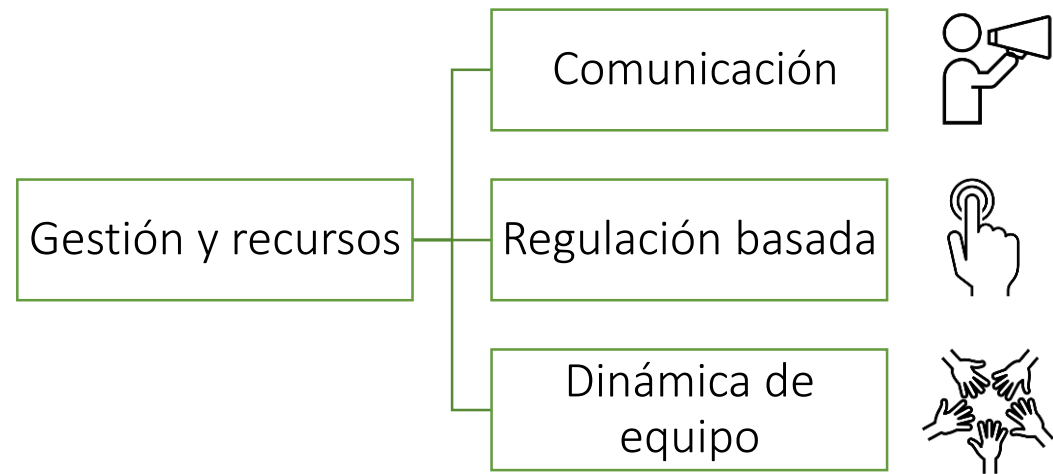 Gestión y recursos
Comunicación
Regulación basada
Dinámica de
equipo